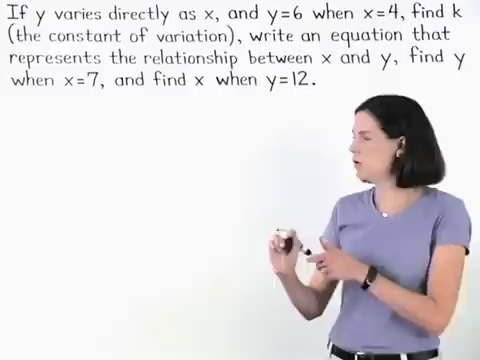 If y varies directly as x, and y=6 when x=4, find k
(the constant of variation), write an equation that
represents the relationship between x and y, find y
when x=7, and find x when y=12.